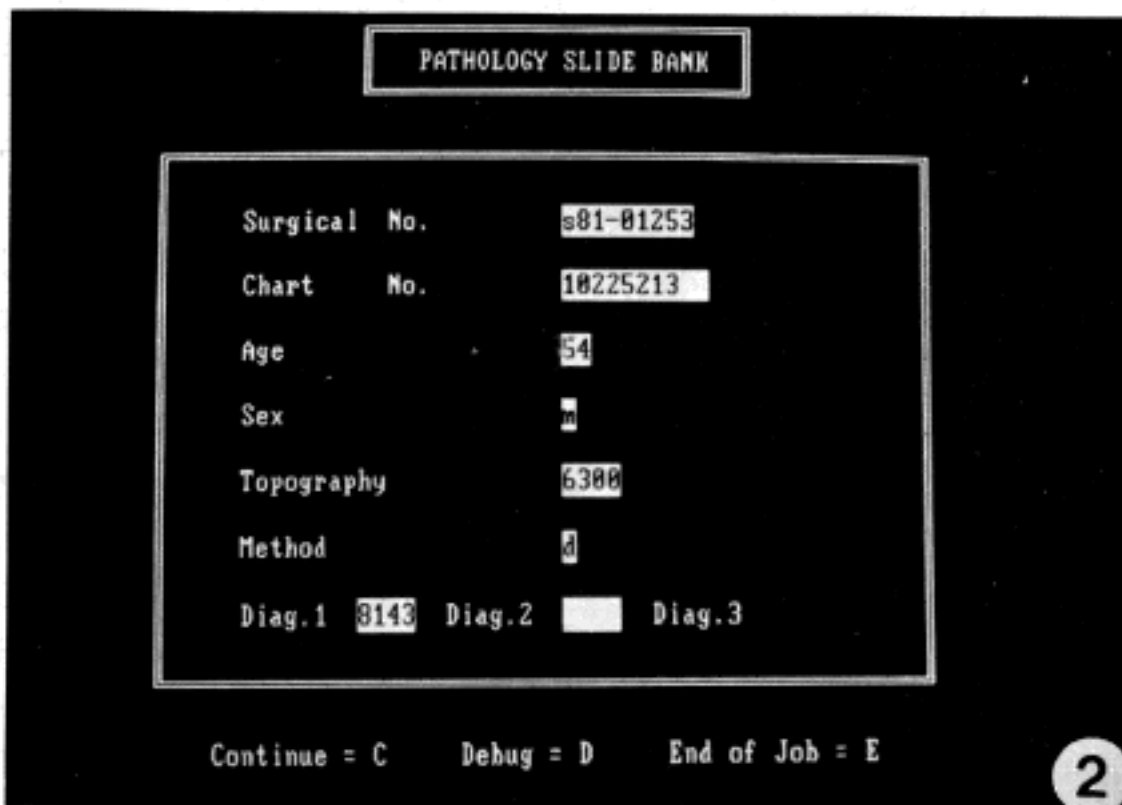 PATHOLOGY SLIDE BANK
Surgical No. s81-01253
Chart No. 10225213
Age 54
Sex m
Topography 6300
Method d
Diag.1 8143 Diag.2 Diag.3
Continue = C Debug = D End of Job = E
2